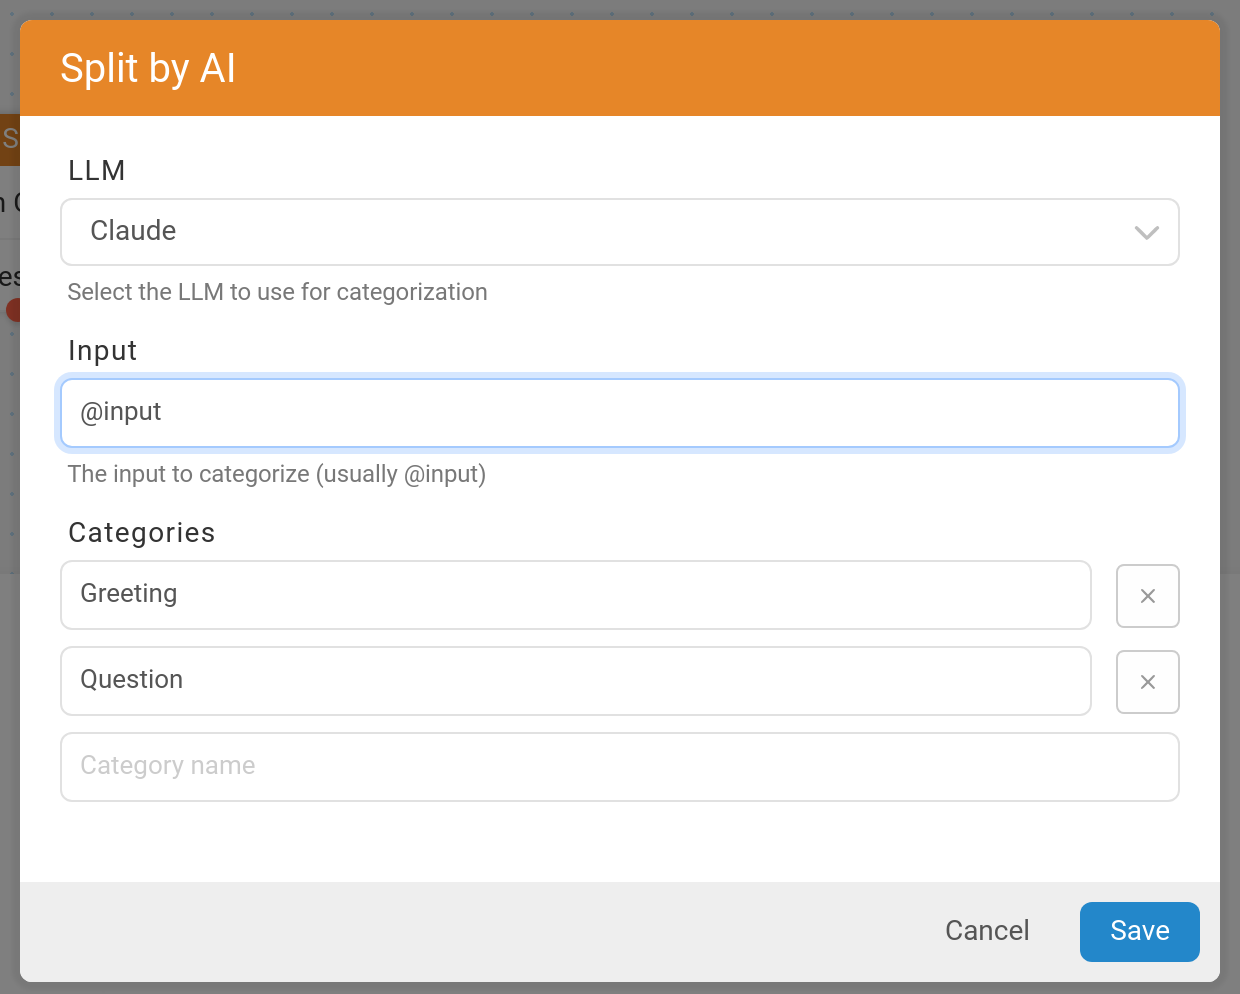 Split by AI
LLM
Claude
Select the LLM to use for categorization
Input
@input
The input to categorize (usually @input)
Categories
Greeting
Question
Category name
Cancel
Save